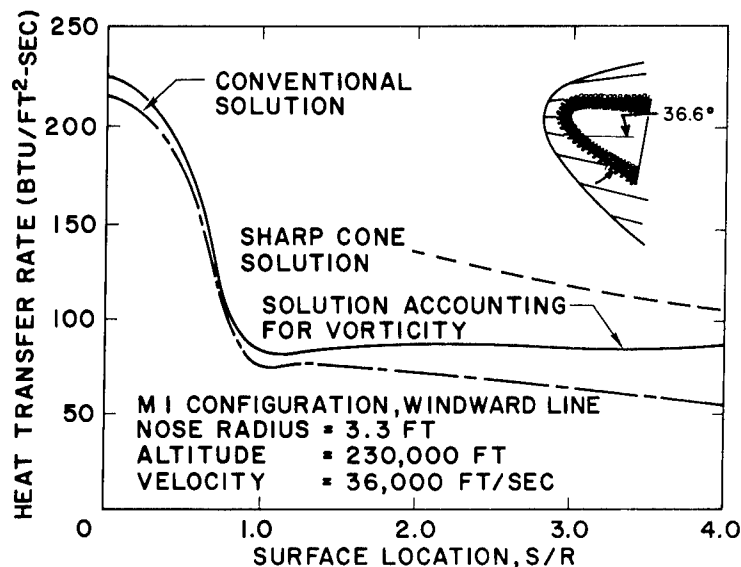 250
200
150
100
50
0
1.0
2.0
3.0
4.0
HEAT TRANSFER RATE (BTU/FT²-SEC)
SURFACE LOCATION, S/R
CONVENTIONAL
SOLUTION
36.6°
SHARP CONE
SOLUTION
SOLUTION ACCOUNTING
FOR VORTICITY
M1 CONFIGURATION, WINDWARD LINE
NOSE RADIUS = 3.3 FT
ALTITUDE = 230,000 FT
VELOCITY = 36,000 FT/SEC